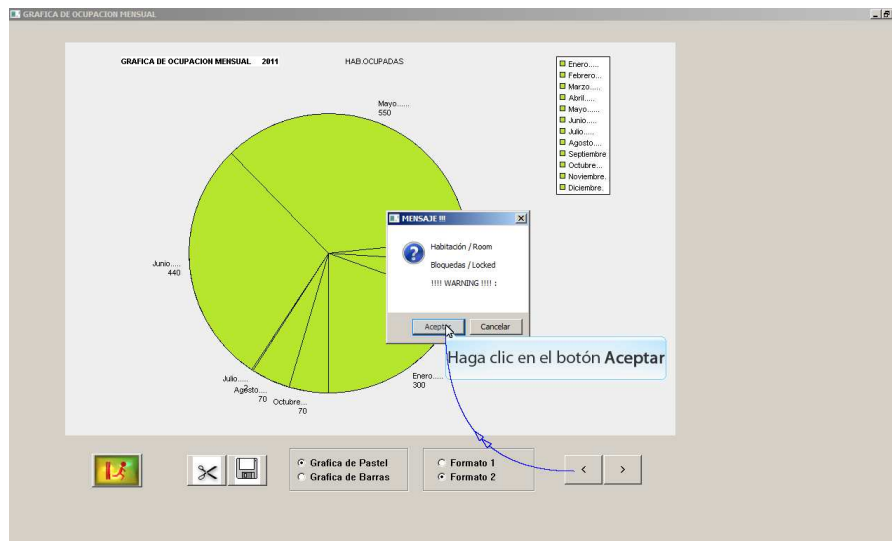 GRAFICA DE OCUPACION MENSUAL
GRAFICA DE OCUPACION MENSUAL 2011
HAB.OCUPADAS
Enero.....
Febrero...
Marzo.....
Abril.....
Mayo......
Junio.....
Julio.....
Agosto....
Septiembre
Octubre...
Noviembre.
Diciembre.
Mayo......
550
Junio.....
440
Julio.....
Agosto....
70
Octubre...
70
Enero.....
300
MENSAJE !!!
Habitación / Room
Bloquedas / Locked
!!!! WARNING !!!! :
Aceptar
Cancelar
Haga clic en el botón Aceptar
Grafica de Pastel
Grafica de Barras
Formato 1
Formato 2
<
>